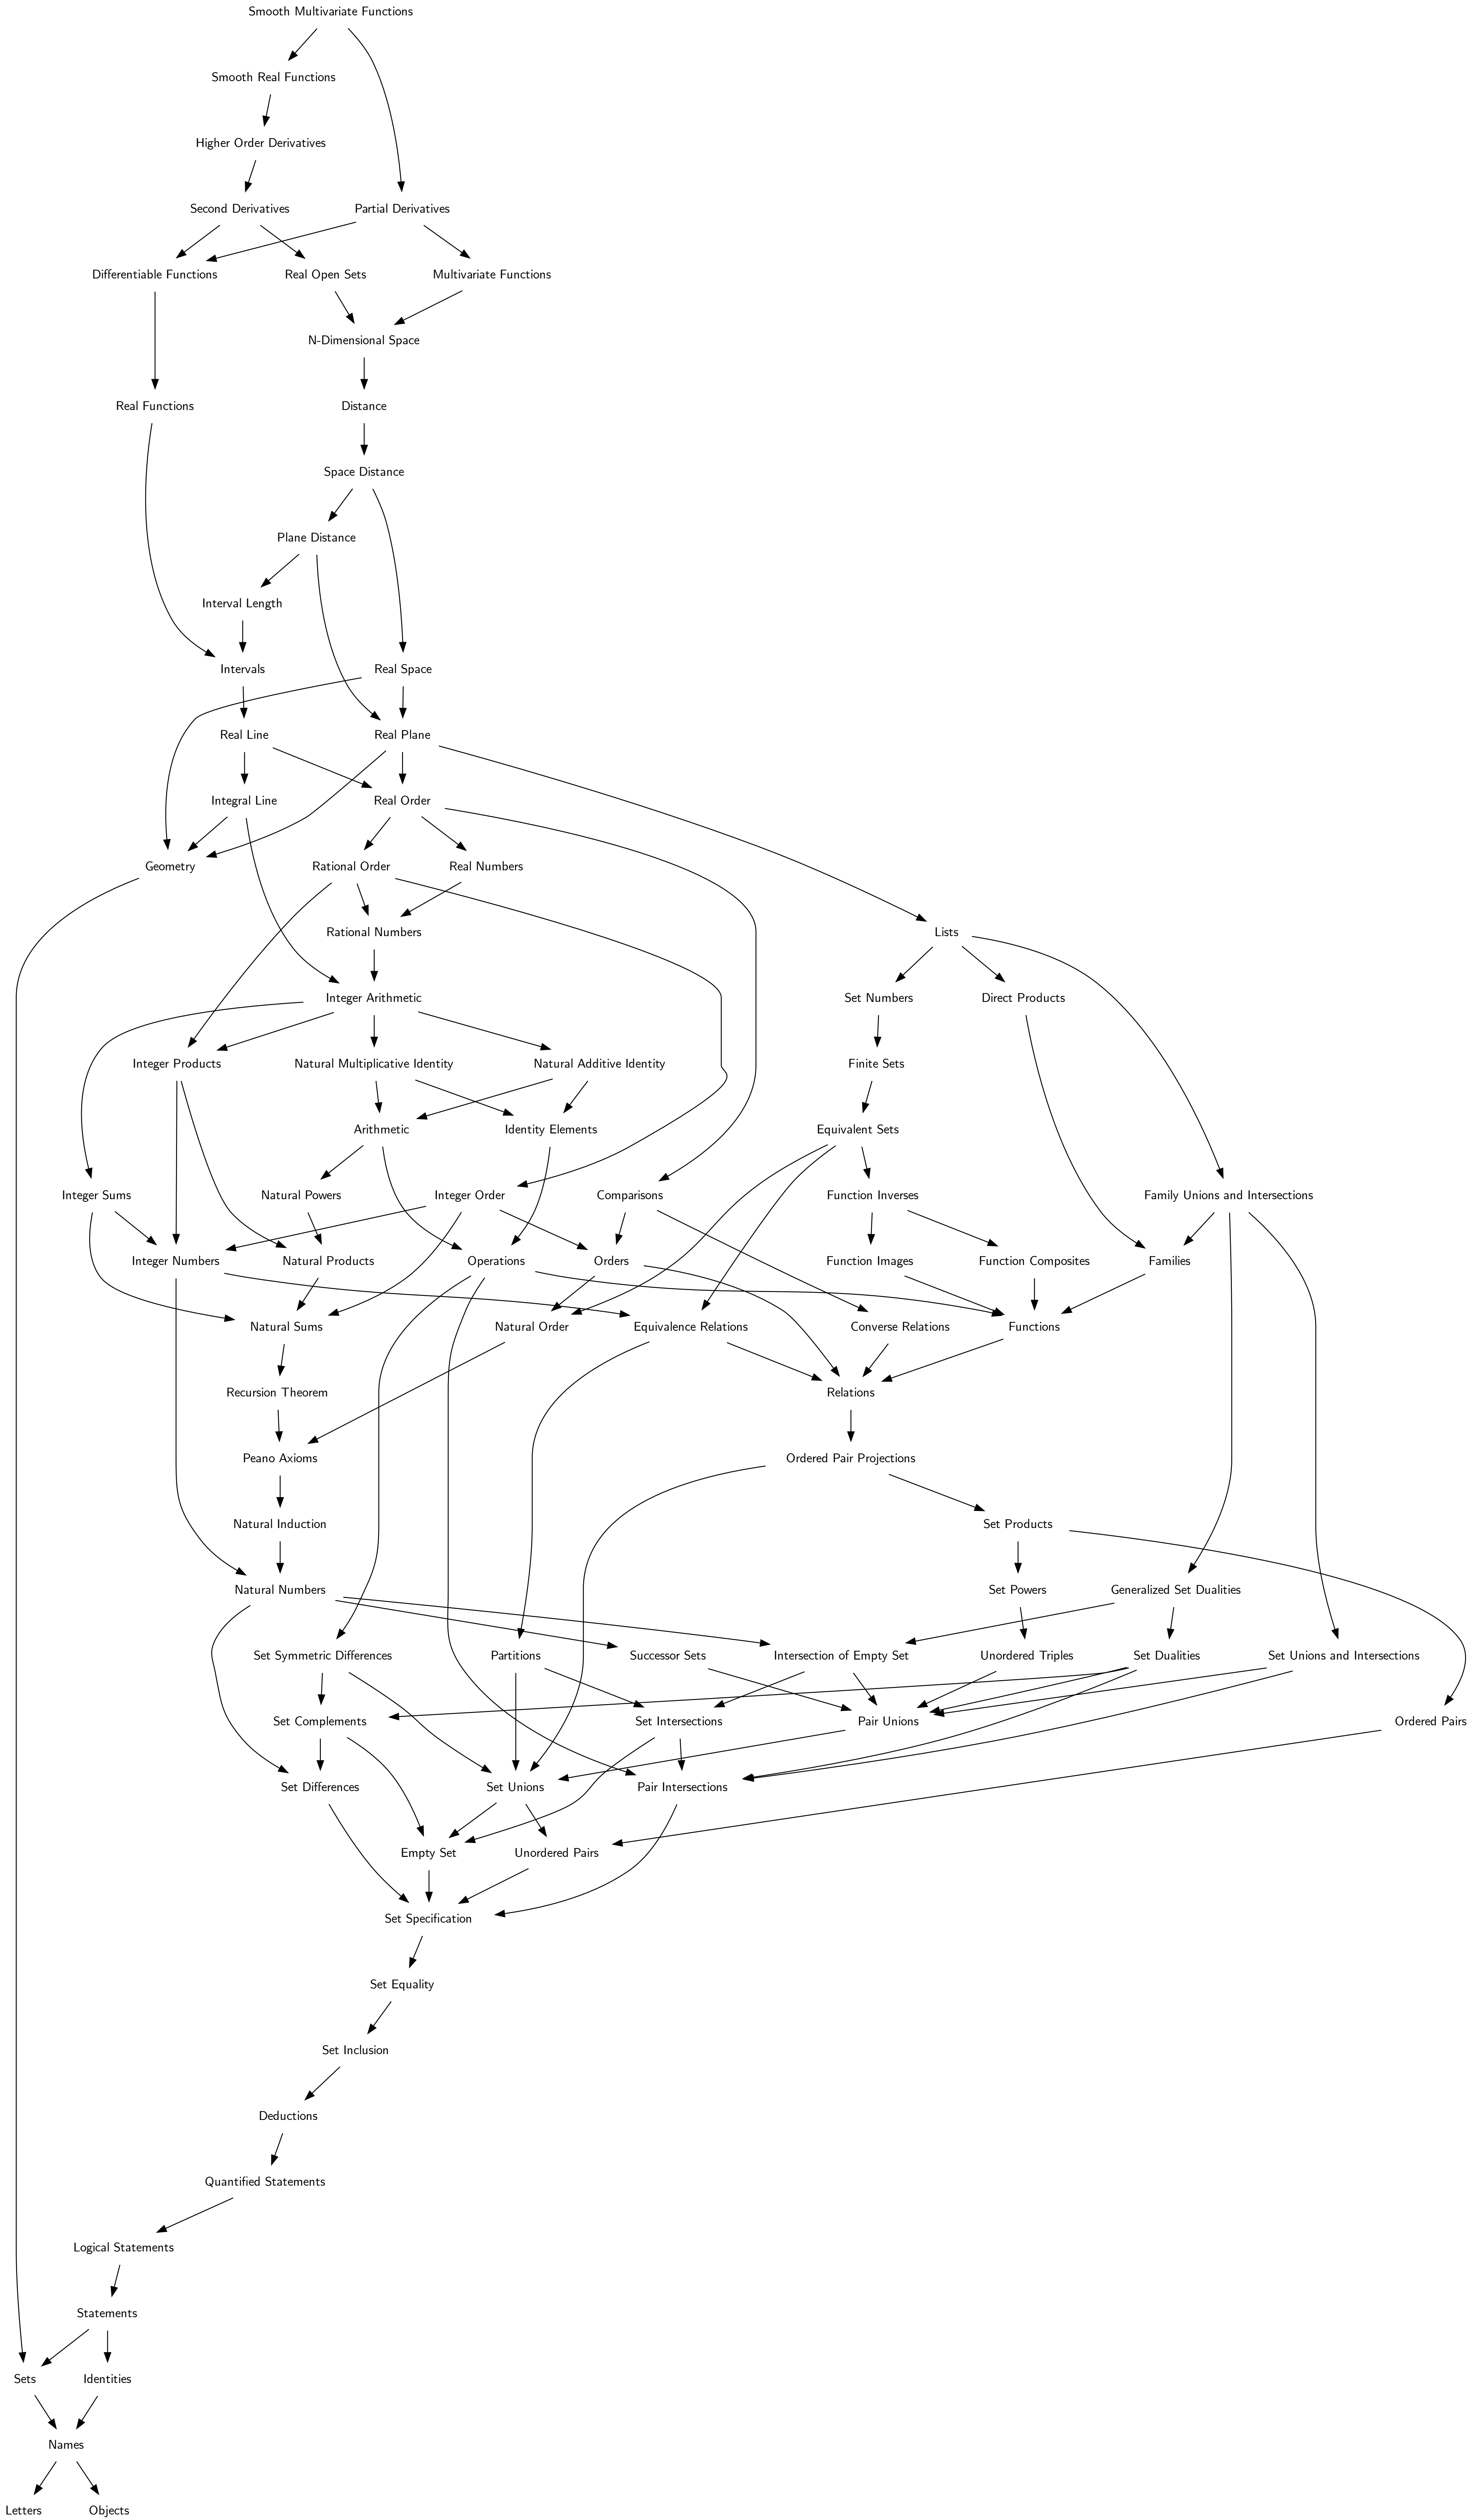 Smooth Multivariate Functions
Smooth Real Functions
Higher Order Derivatives
Second Derivatives
Partial Derivatives
Differentiable Functions
Real Open Sets
Multivariate Functions
N-Dimensional Space
Real Functions
Distance
Space Distance
Plane Distance
Interval Length
Intervals
Real Space
Real Line
Real Plane
Integral Line
Real Order
Geometry
Rational Order
Real Numbers
Rational Numbers
Lists
Integer Arithmetic
Set Numbers
Direct Products
Integer Products
Natural Multiplicative Identity
Natural Additive Identity
Finite Sets
Arithmetic
Identity Elements
Equivalent Sets
Integer Sums
Natural Powers
Integer Order
Comparisons
Function Inverses
Family Unions and Intersections
Integer Numbers
Natural Products
Operations
Orders
Function Images
Function Composites
Families
Natural Sums
Natural Order
Equivalence Relations
Converse Relations
Functions
Recursion Theorem
Relations
Peano Axioms
Ordered Pair Projections
Natural Induction
Set Products
Natural Numbers
Set Powers
Generalized Set Dualities
Set Symmetric Differences
Partitions
Successor Sets
Intersection of Empty Set
Unordered Triples
Set Dualities
Set Unions and Intersections
Set Complements
Set Intersections
Pair Unions
Ordered Pairs
Set Differences
Set Unions
Pair Intersections
Empty Set
Unordered Pairs
Set Specification
Set Equality
Set Inclusion
Deductions
Quantified Statements
Logical Statements
Statements
Sets
Identities
Names
Letters
Objects